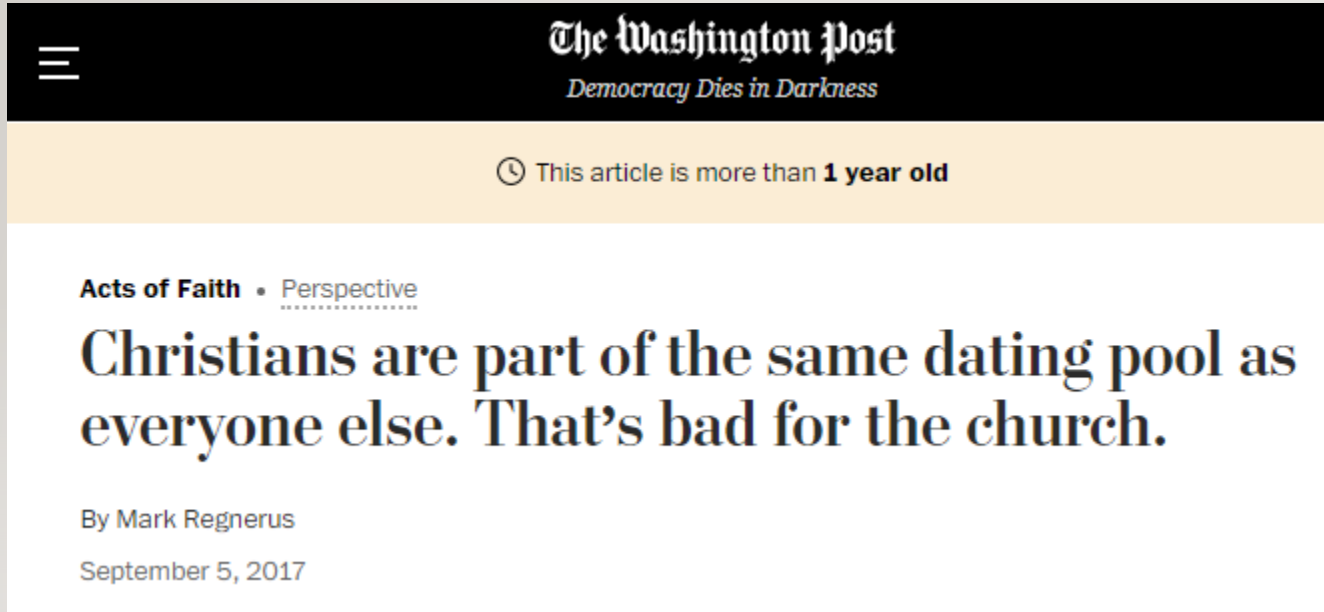 The Washington Post
Democracy Dies in Darkness
This article is more than 1 year old
Acts of Faith • Perspective
Christians are part of the same dating pool as
everyone else. That’s bad for the church.
By Mark Regnerus
September 5, 2017